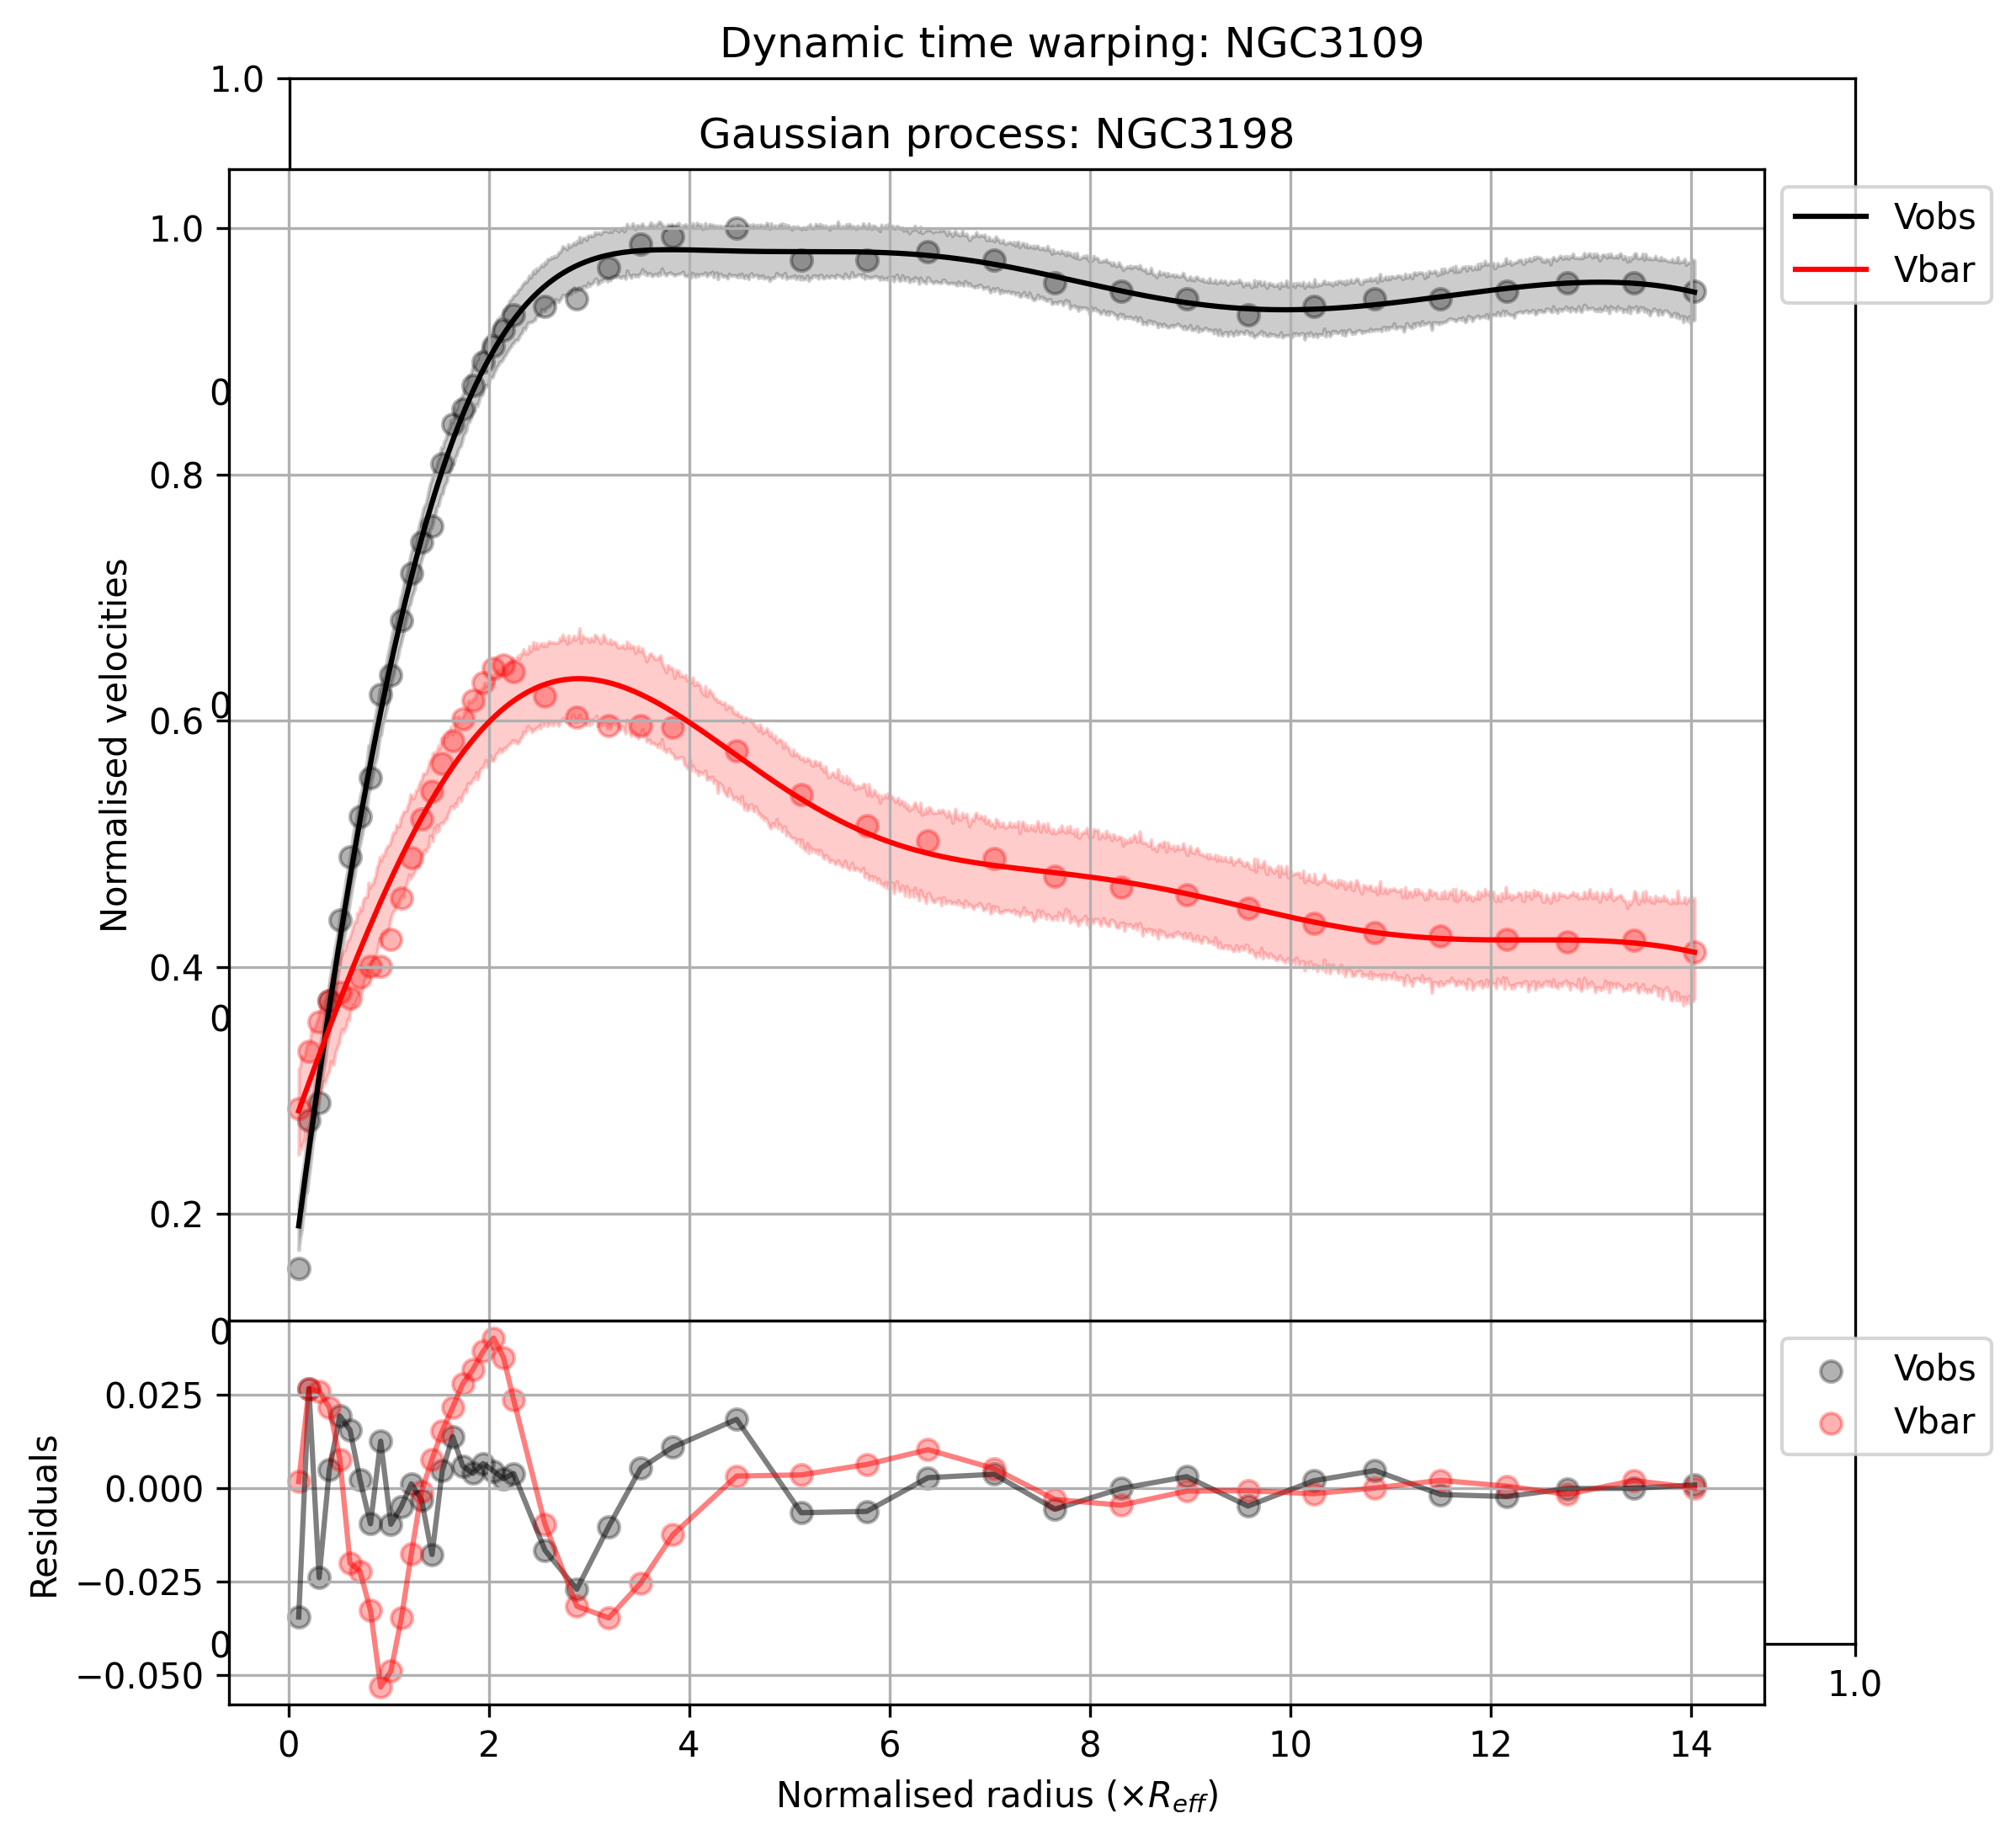 Dynamic time warping: NGC3109
1.0
Gaussian process: NGC3198
Vobs
Vbar
1.0
0
0.8
0
0.6
0
0.4
0.2
0
0
Normalised velocities
Vobs
Vbar
0.025
0.000
−0.025
−0.050
Residuals
1.0
0 2 4 6 8 10 12 14
Normalised radius (×R_eff)